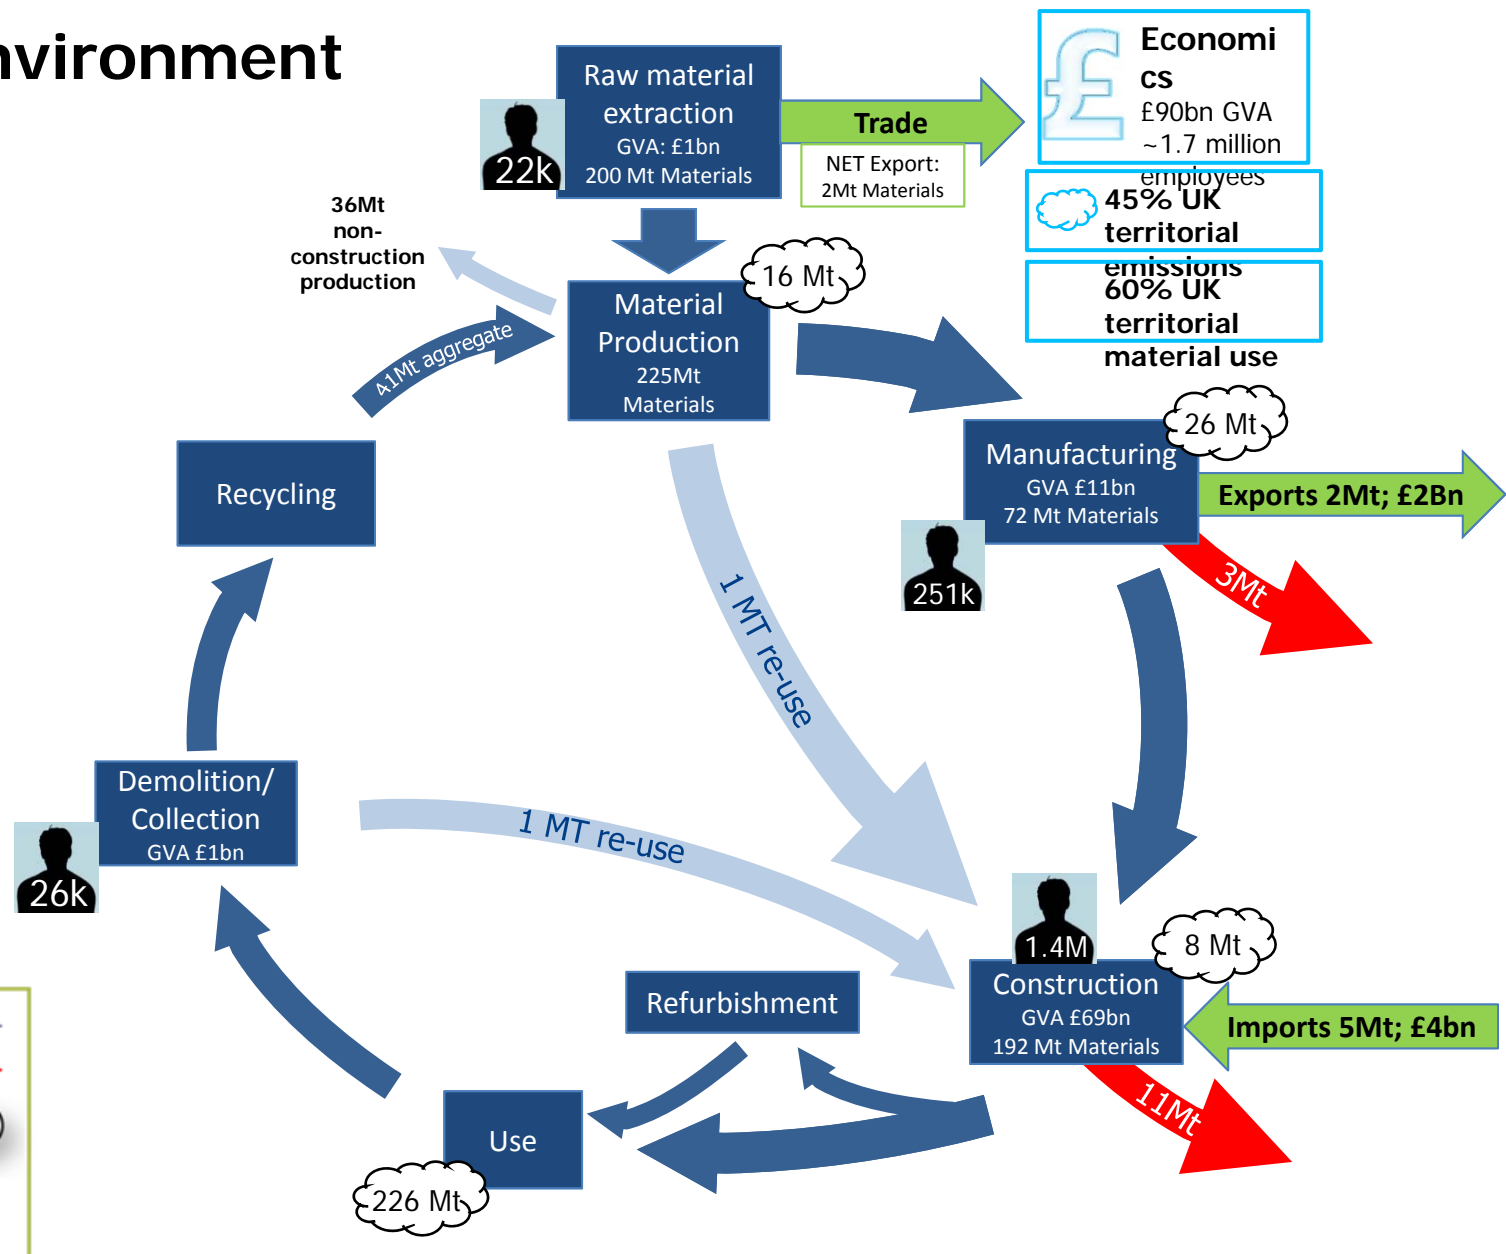 nvironment
Raw material
extraction
GVA: £1bn
200 Mt Materials
22k
Trade
NET Export:
2Mt Materials
Economi
cs
£90bn GVA
~1.7 million
employees
45% UK
territorial
emissions
60% UK
territorial
material use
36Mt
non-
construction
production
16 Mt
Material
Production
225Mt
Materials
41Mt aggregate
26 Mt
Manufacturing
GVA £11bn
72 Mt Materials
251k
Exports 2Mt; £2Bn
3Mt
Recycling
1 MT re-use
Demolition/
Collection
GVA £1bn
26k
1 MT re-use
1.4M
8 Mt
Construction
GVA £69bn
192 Mt Materials
Imports 5Mt; £4bn
11Mt
Refurbishment
Use
226 Mt